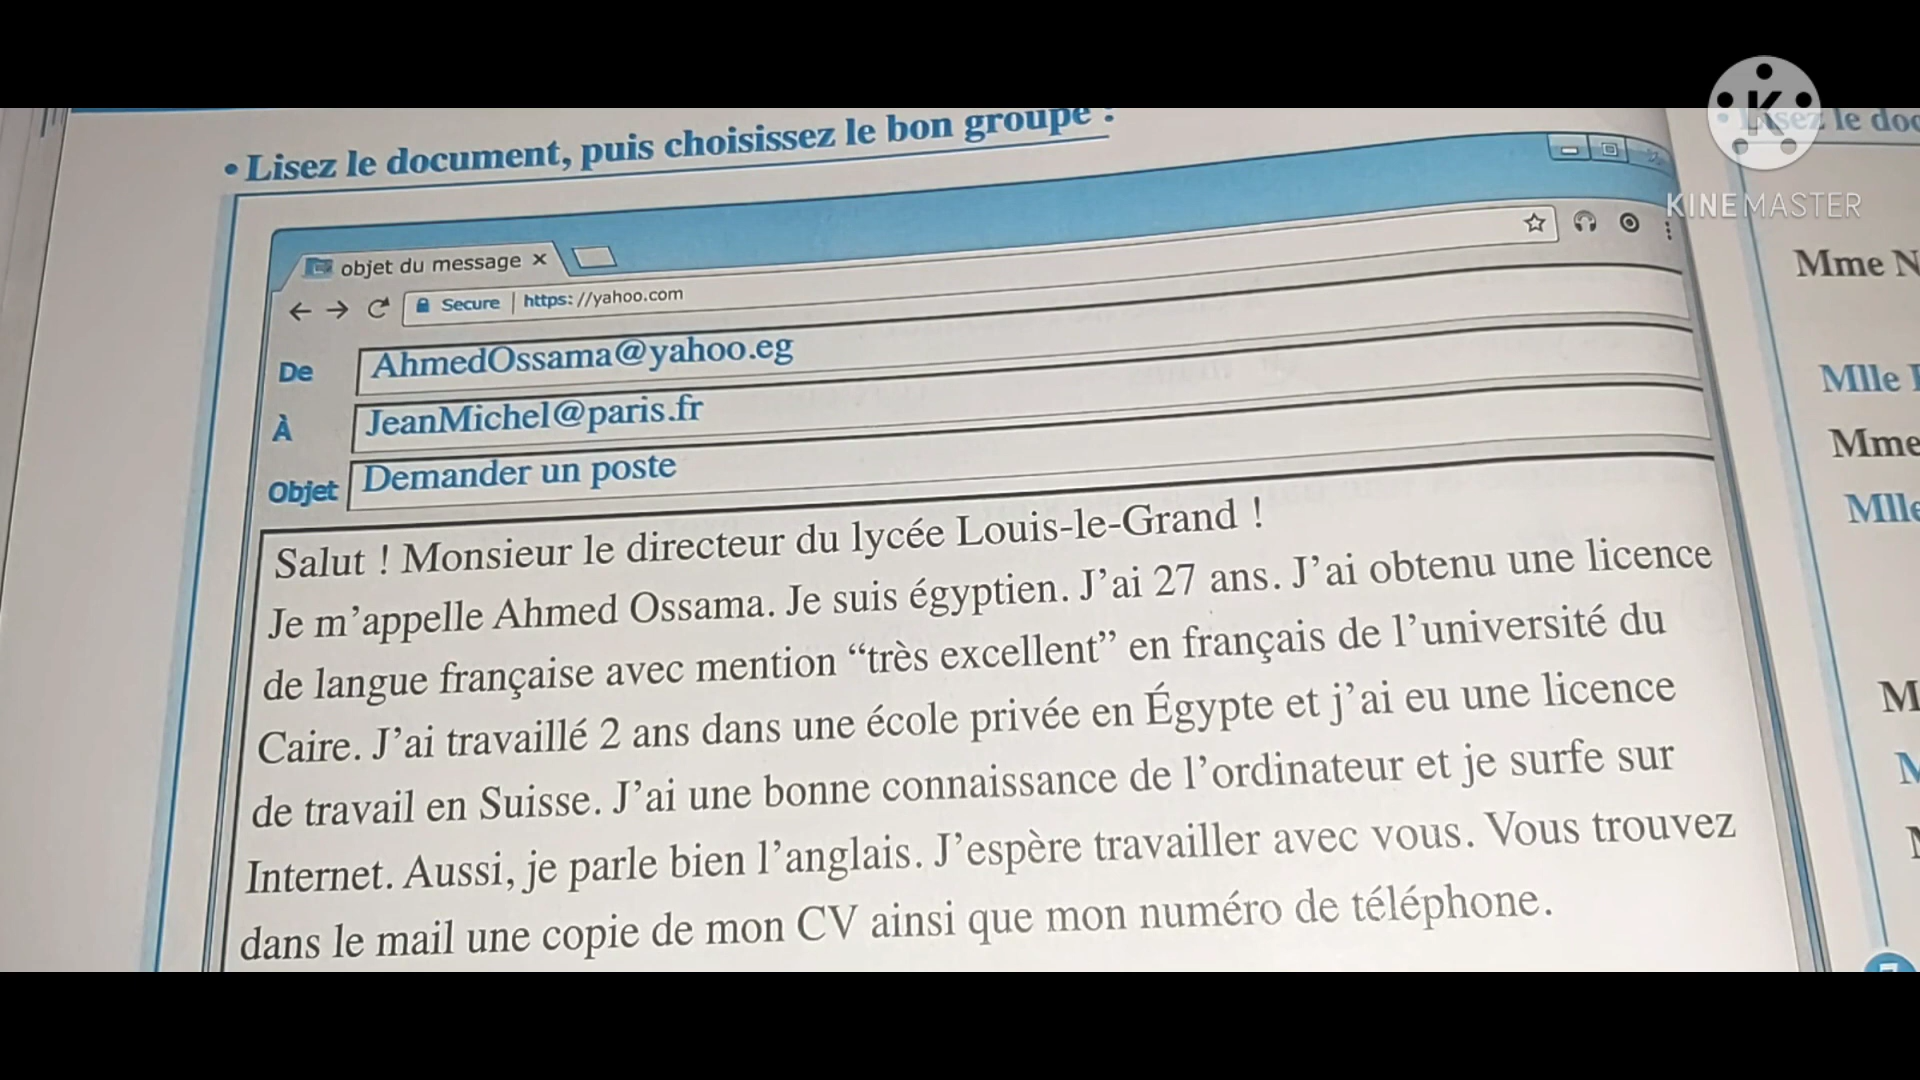 • Lisez le document, puis choisissez le bon groupe :
objet du message ×
Secure | https://yahoo.com
De AhmedOssama@yahoo.eg
À JeanMichel@paris.fr
Objet Demander un poste
Salut ! Monsieur le directeur du lycée Louis-le-Grand !
Je m'appelle Ahmed Ossama. Je suis égyptien. J'ai 27 ans. J'ai obtenu une licence
de langue française avec mention “très excellent” en français de l'université du
Caire. J'ai travaillé 2 ans dans une école privée en Égypte et j'ai eu une licence
de travail en Suisse. J'ai une bonne connaissance de l'ordinateur et je surfe sur
Internet. Aussi, je parle bien l'anglais. J'espère travailler avec vous. Vous trouvez
dans le mail une copie de mon CV ainsi que mon numéro de téléphone.
K
KINEMASTER
le
Mme
Mlle
Mme
Mlle